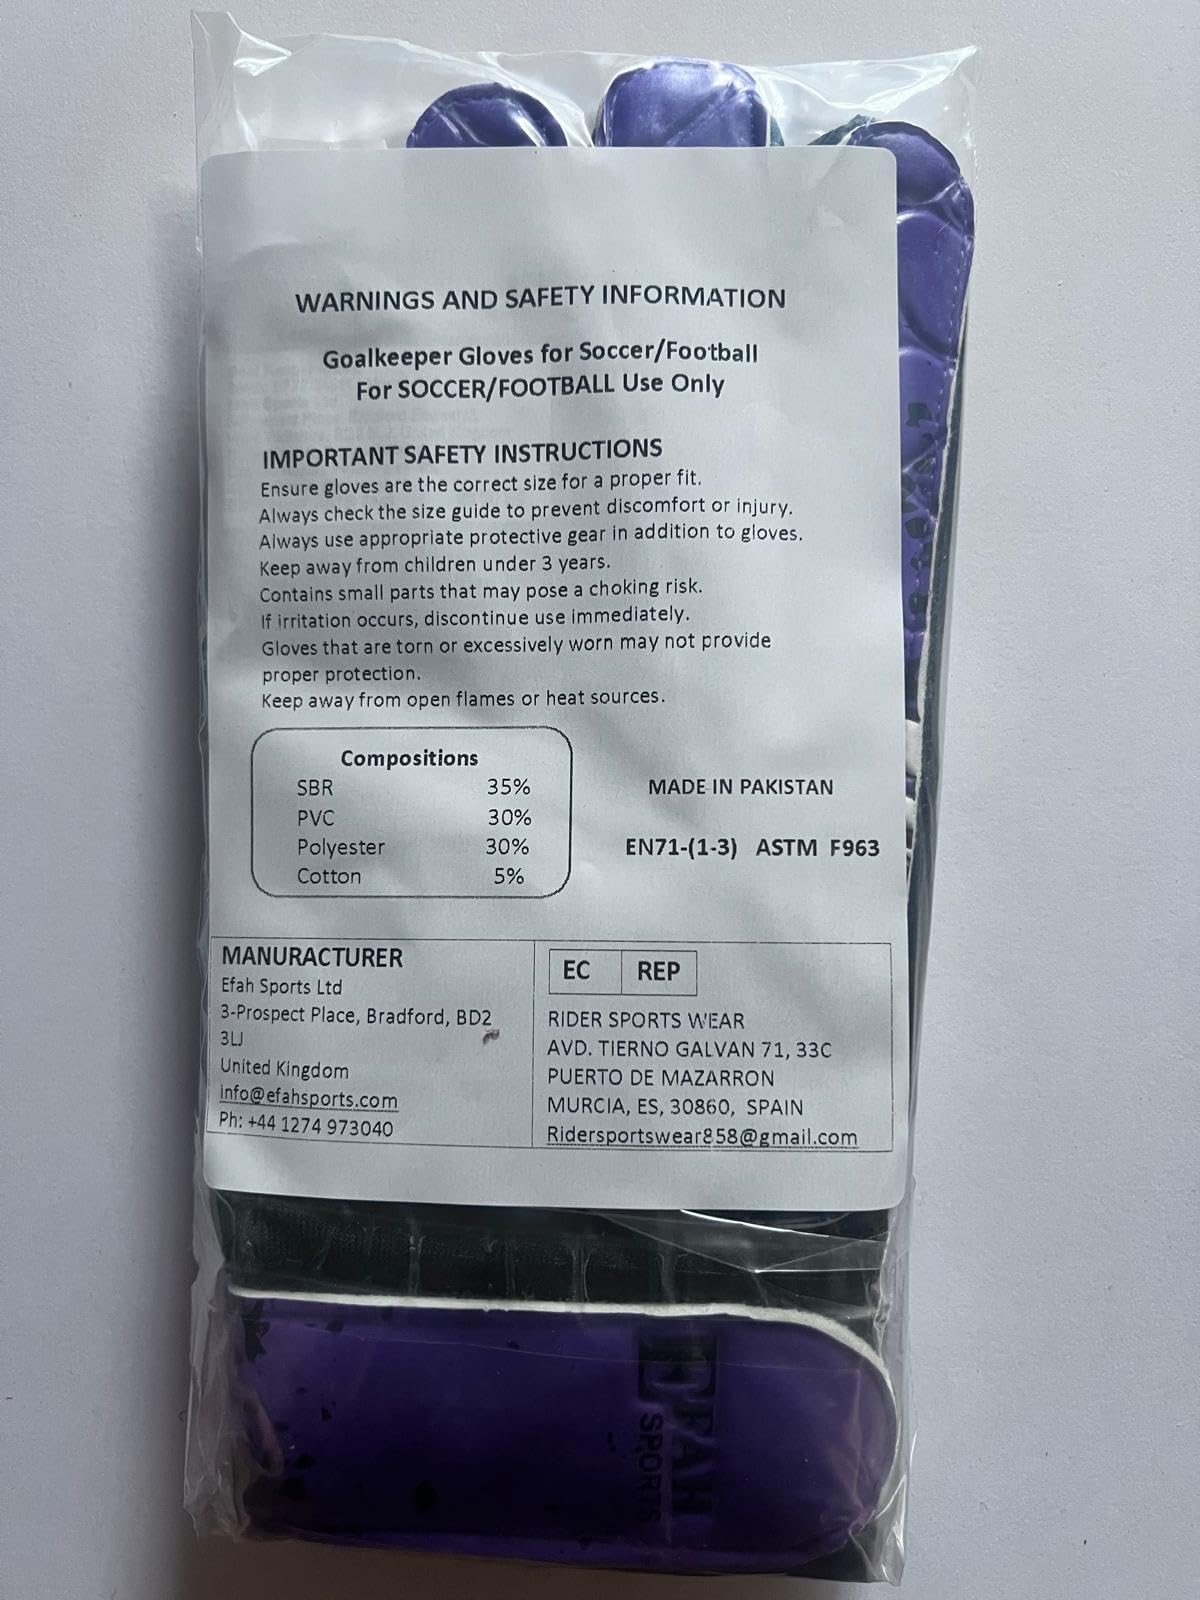 WARNINGS AND SAFETY INFORMATION
Goalkeeper Gloves for Soccer/Football
For SOCCER/FOOTBALL Use Only
IMPORTANT SAFETY INSTRUCTIONS
Ensure gloves are the correct size for a proper fit.
Always check the size guide to prevent discomfort or injury.
Always use appropriate protective gear in addition to gloves.
Keep away from children under 3 years.
Contains small parts that may pose a choking risk.
If irritation occurs, discontinue use immediately.
Gloves that are torn or excessively worn may not provide
proper protection.
Keep away from open flames or heat sources.
Compositions
SBR 35%
PVC 30%
Polyester 30%
Cotton 5%
MADE IN PAKISTAN
EN71-(1-3) ASTM F963
MANURACTURER
Efah Sports Ltd
3-Prospect Place, Bradford, BD2
3LJ
United Kingdom
info@efahsports.com
Ph: +44 1274 973040
EC REP
RIDER SPORTS WEAR
AVD. TIERNO GALVAN 71, 33C
PUERTO DE MAZARRON
MURCIA, ES, 30860, SPAIN
Ridersportswear858@gmail.com
EFAH
SPORTS